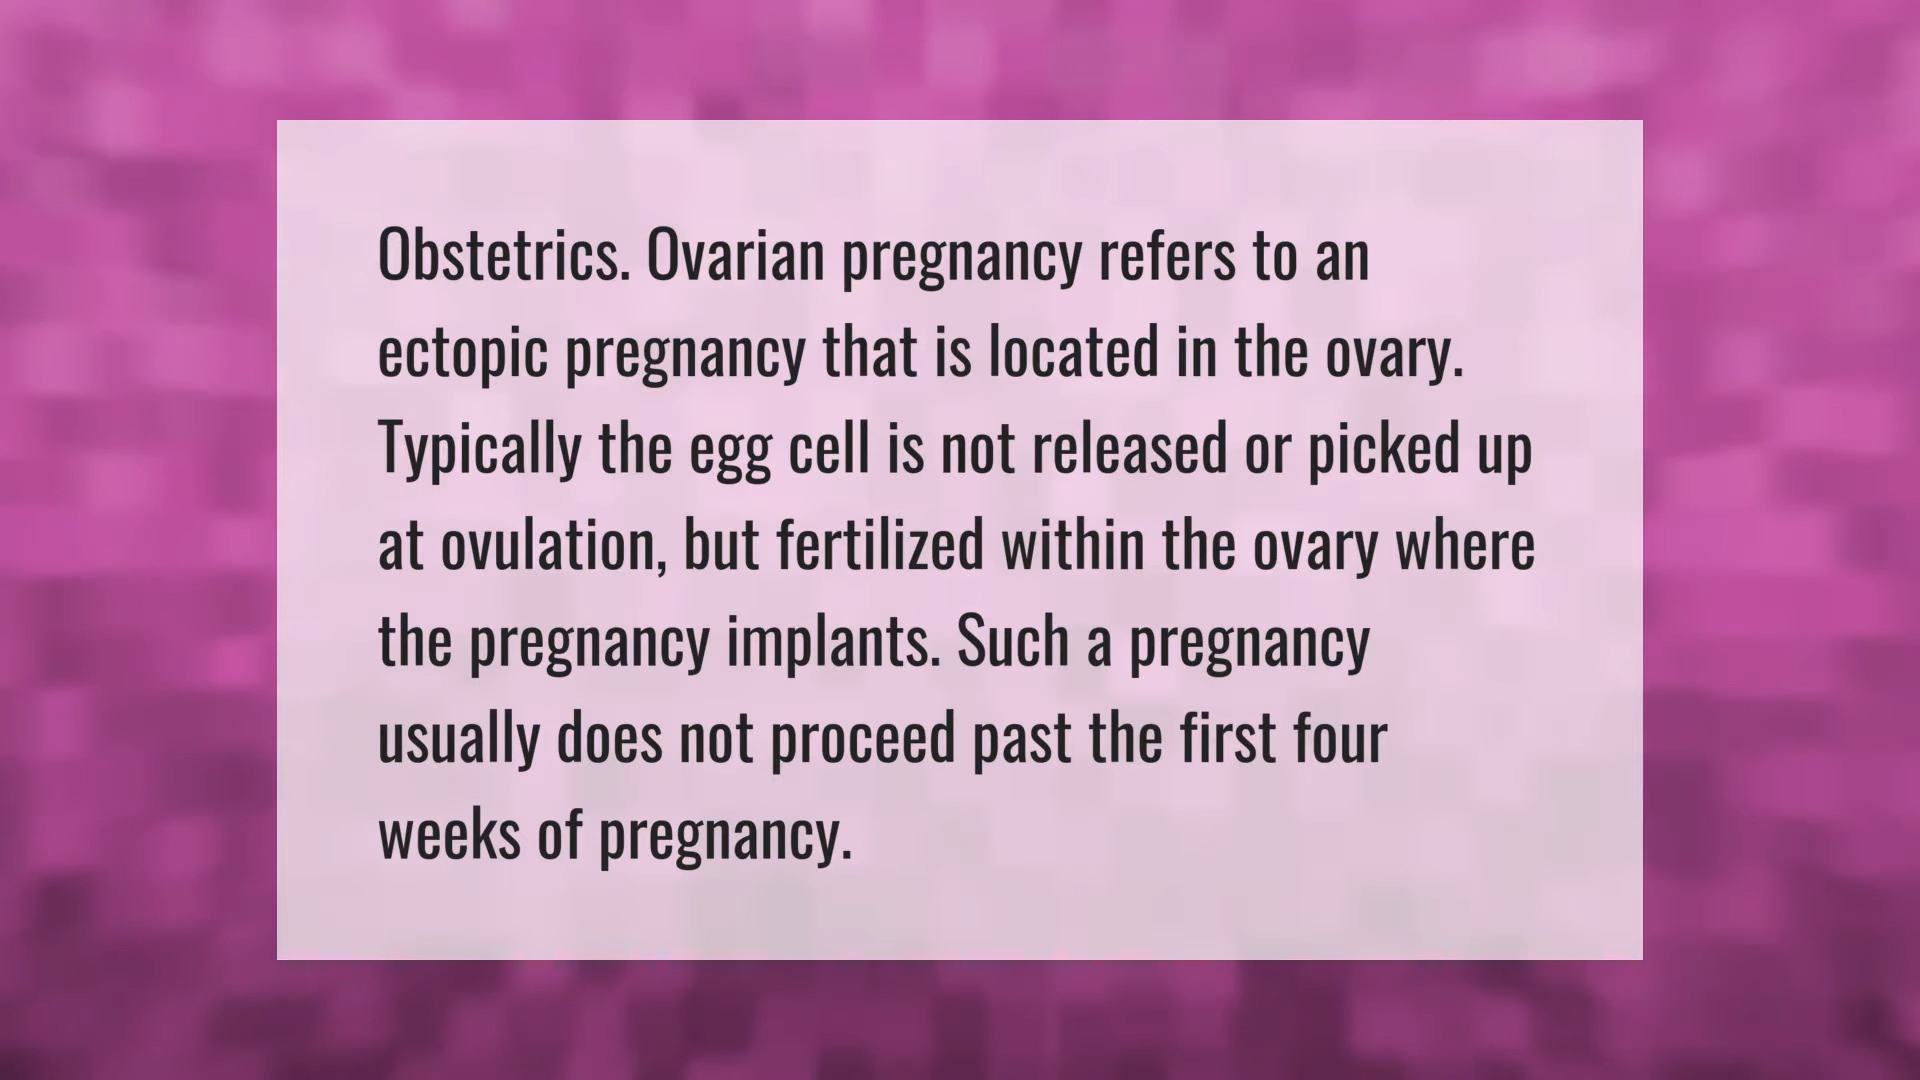 Obstetrics. Ovarian pregnancy refers to an
ectopic pregnancy that is located in the ovary.
Typically the egg cell is not released or picked up
at ovulation, but fertilized within the ovary where
the pregnancy implants. Such a pregnancy
usually does not proceed past the first four
weeks of pregnancy.